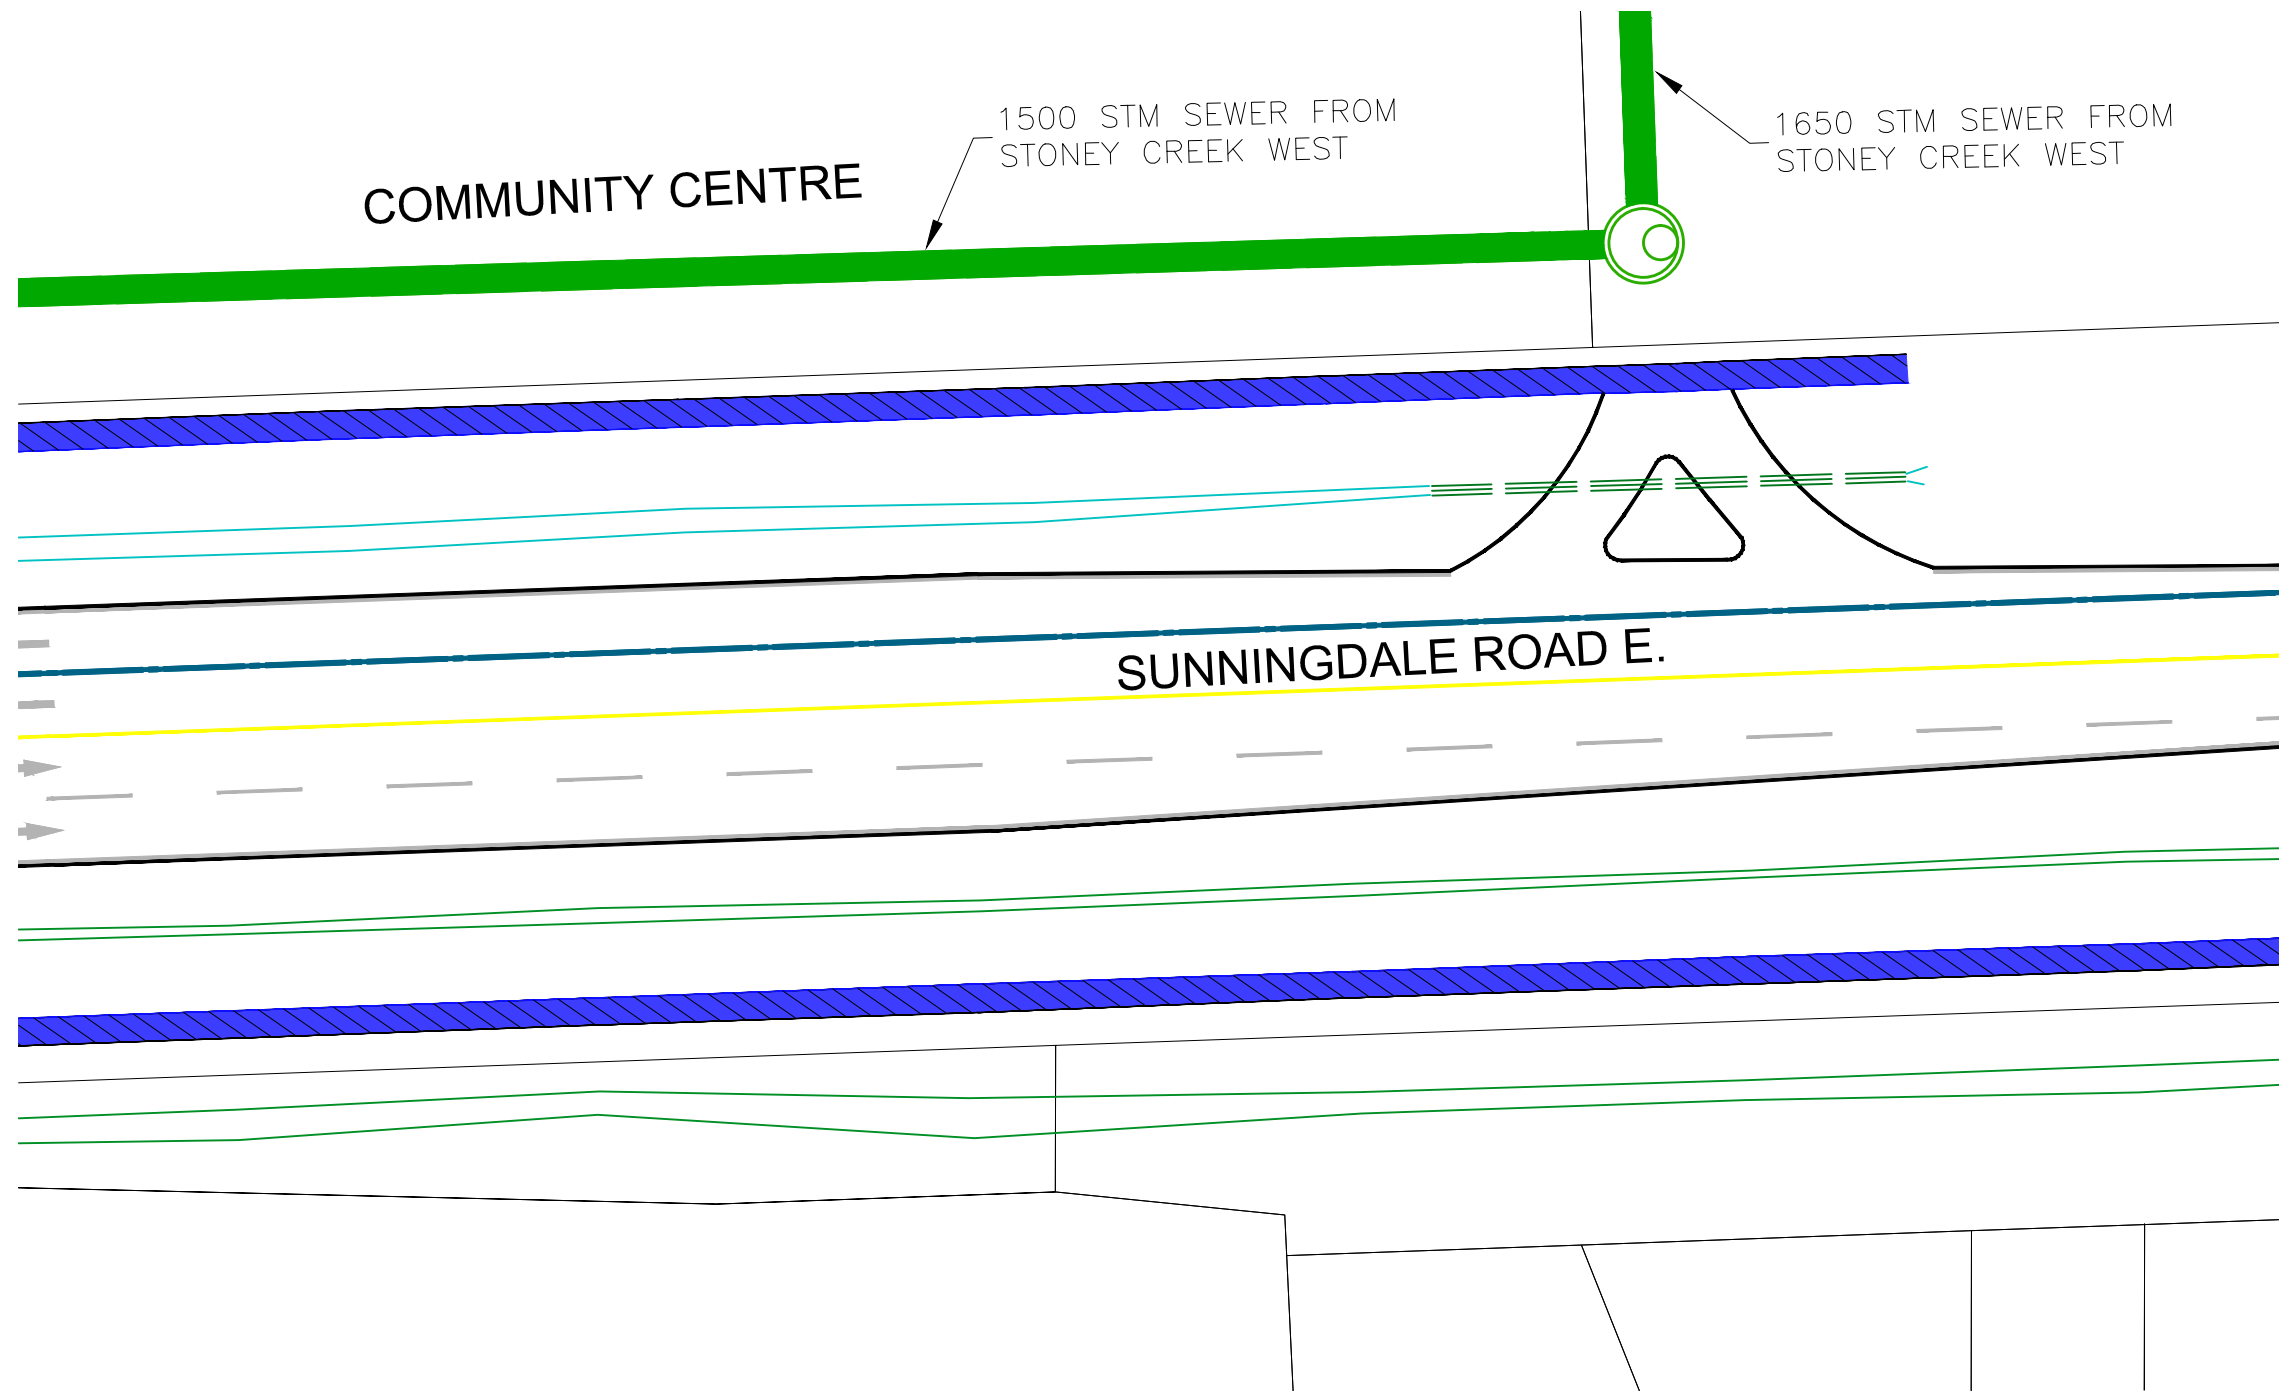 1500 STM SEWER FROM
STONEY CREEK WEST
1650 STM SEWER FROM
STONEY CREEK WEST
COMMUNITY CENTRE
SUNNINGDALE ROAD E.